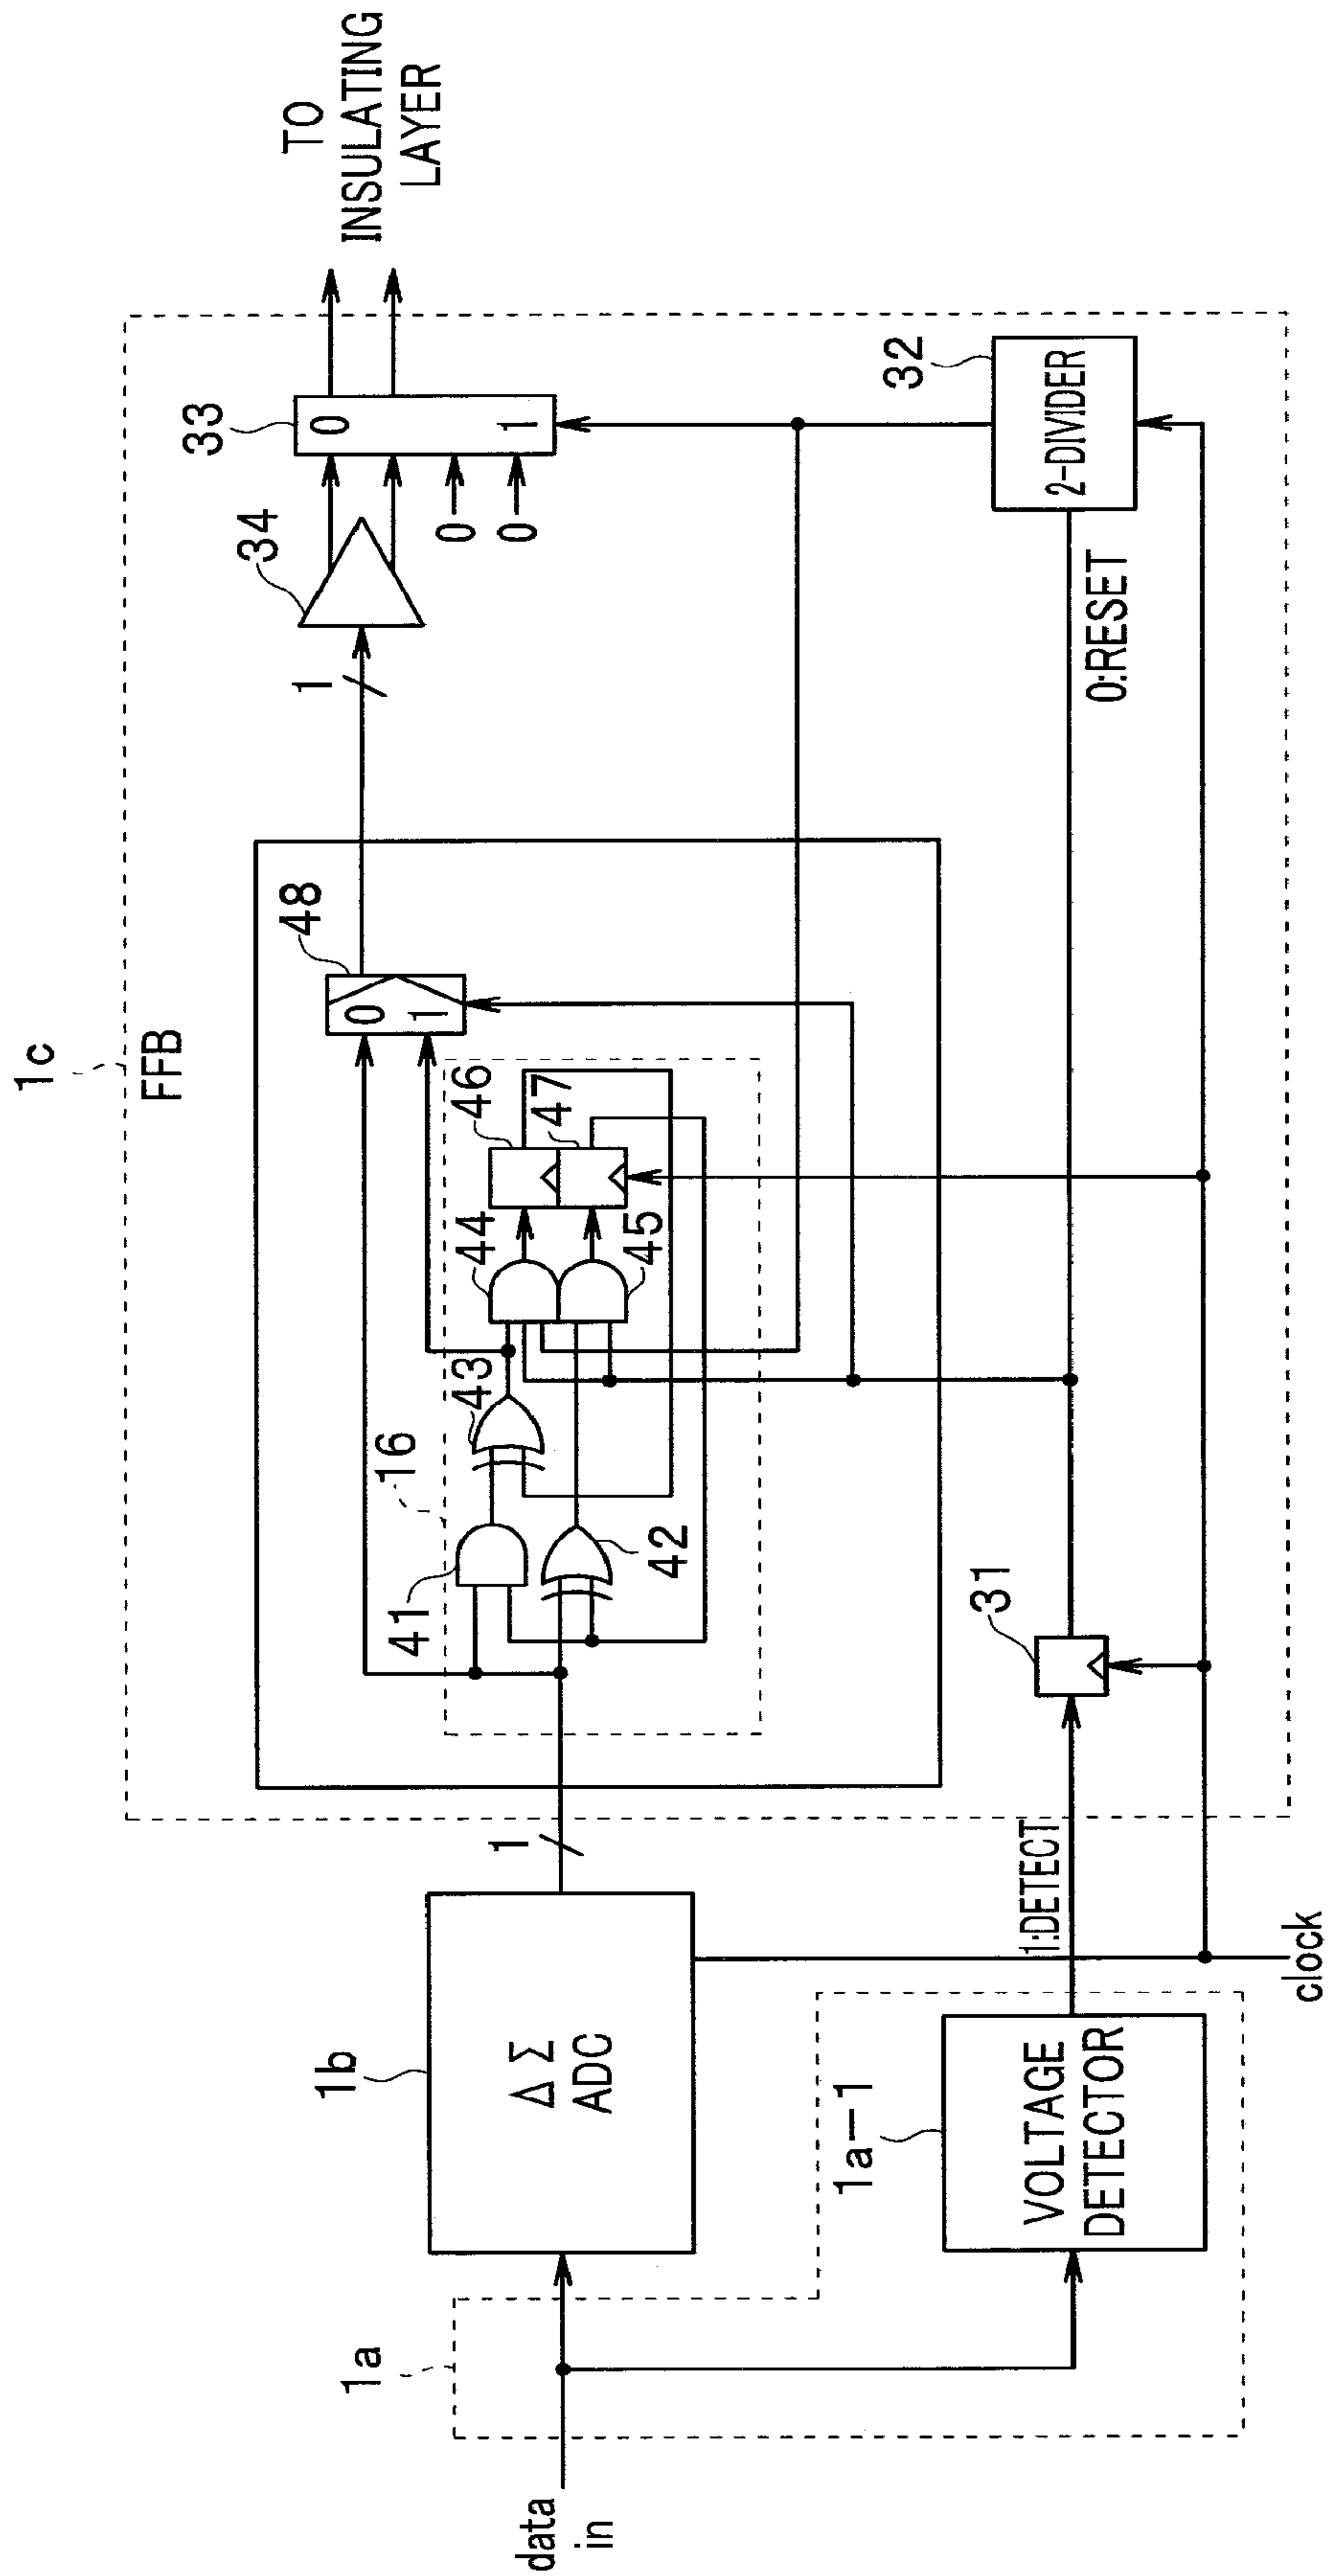 1c
FFB
TO
INSULATING
LAYER
33
0
1
34
0
0
1
48
0
1
32
2-DIVIDER
0:RESET
46
47
44
45
43
16
42
41
31
1
1b
Δ Σ
ADC
1:DETECT
clock
1a-1
VOLTAGE
DETECTOR
1a
data
in